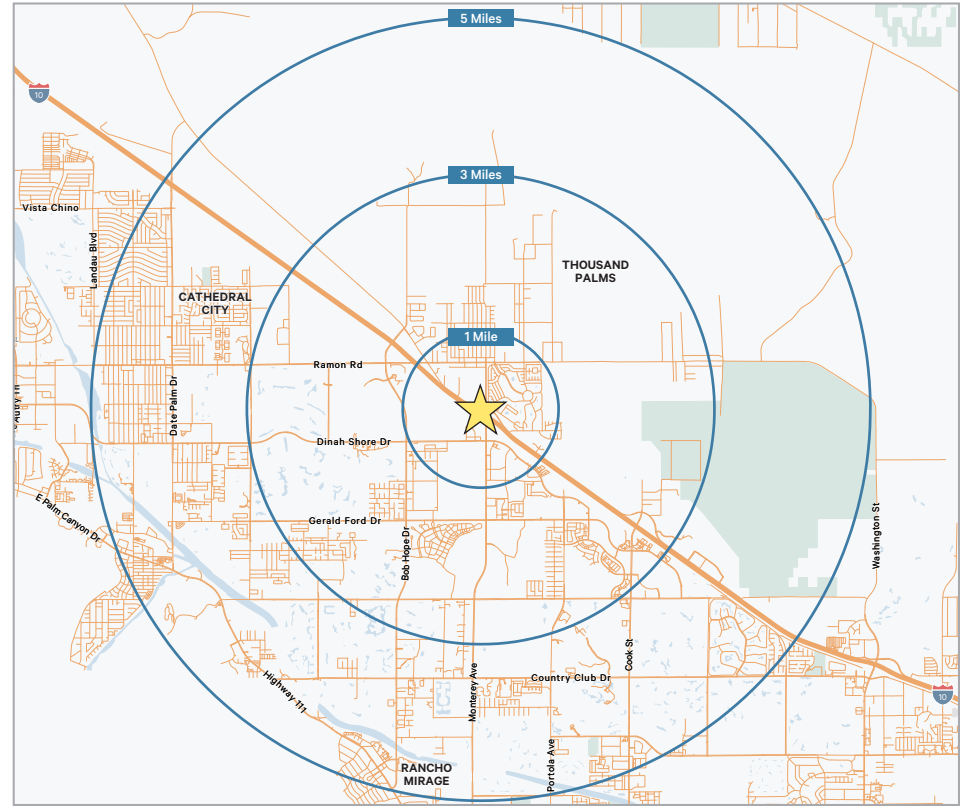 5 Miles
10
3 Miles
Vista Chino
Landau Blvd
THOUSAND
PALMS
CATHEDRAL
CITY
1 Mile
Ramon Rd
Date Palm Dr
Dinah Shore Dr
E Palm Canyon Dr
Gerald Ford Dr
Bob Hope Dr
Washington St
Cook St
Highway 111
Monterey Ave
Country Club Dr
10
Portola Ave
RANCHO
MIRAGE